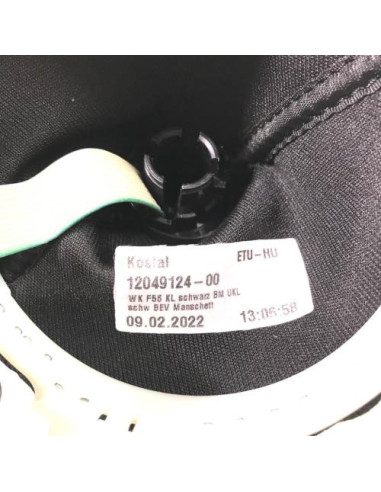 Kostal ETU-HU
12049124-00
WK F55 KL schwarz BM UKL
schw BEV Manschett
09.02.2022 13:06:58